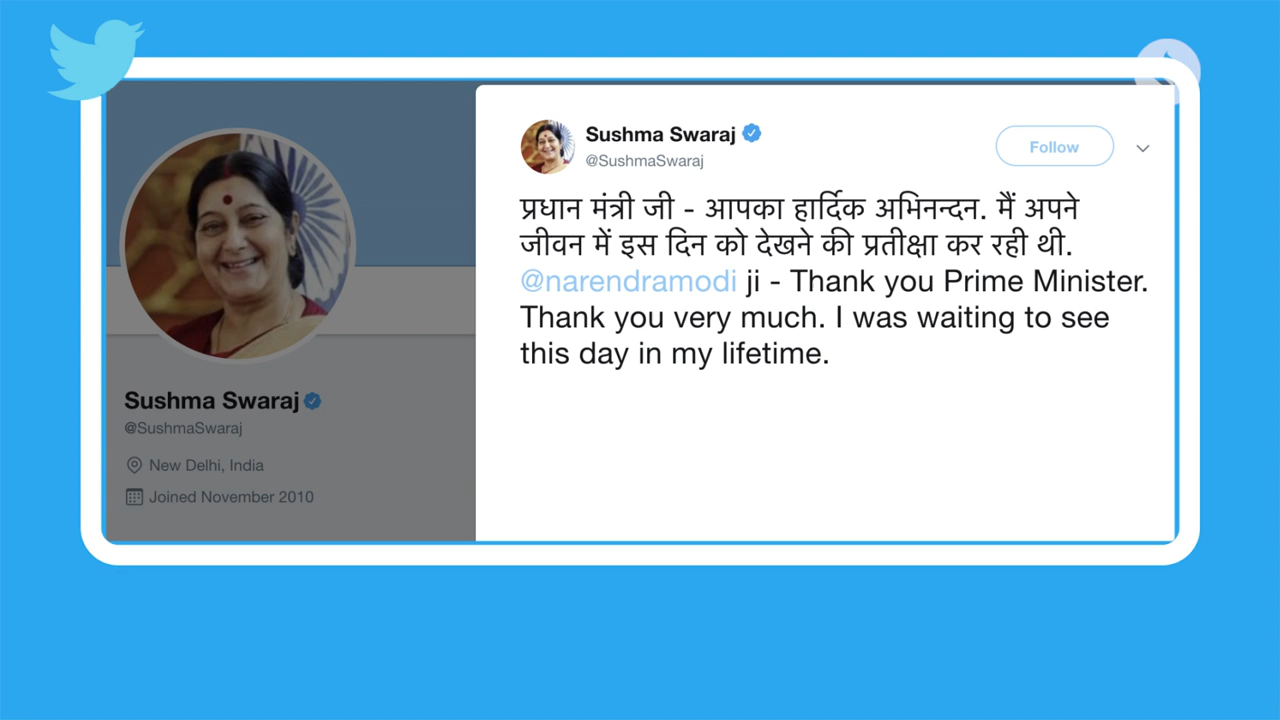 Sushma Swaraj
@SushmaSwaraj
New Delhi, India
Joined November 2010
Sushma Swaraj
@SushmaSwaraj
Follow
प्रधान मंत्री जी - आपका हार्दिक अभिनन्दन. मैं अपने
जीवन में इस दिन को देखने की प्रतीक्षा कर रही थी.
@narendramodi ji - Thank you Prime Minister.
Thank you very much. I was waiting to see
this day in my lifetime.